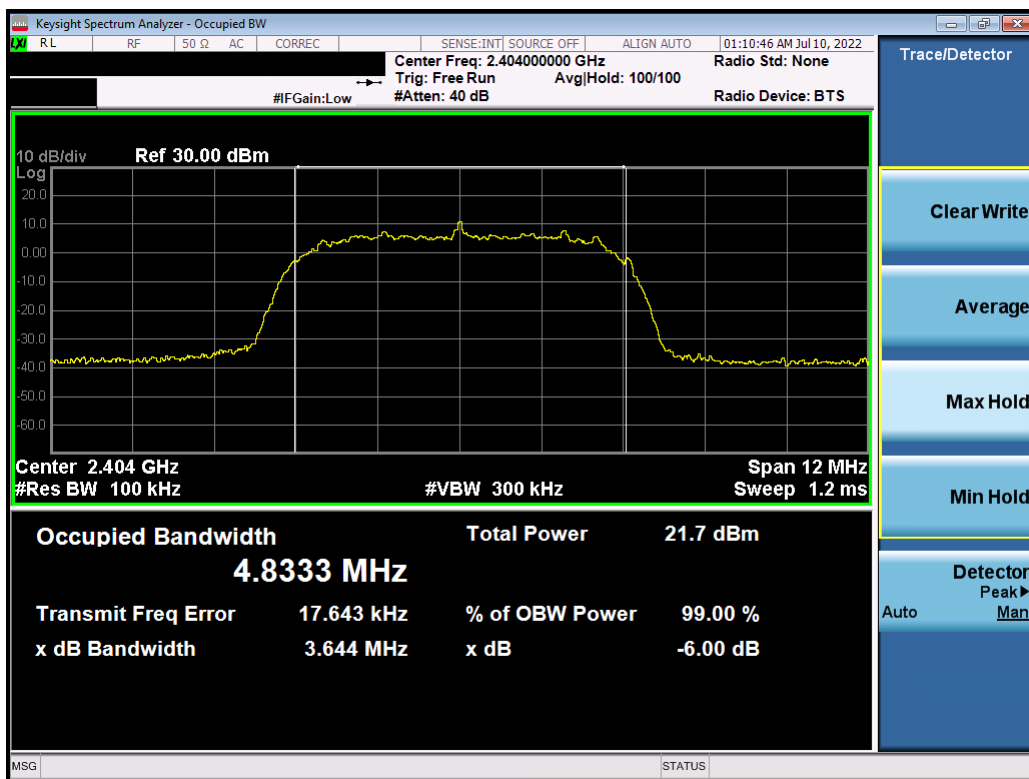 Keysight Spectrum Analyzer - Occupied BW
LXI RL RF 50 Ω AC CORREC SENSE:INT SOURCE OFF ALIGN AUTO 01:10:46 AM Jul 10, 2022
Center Freq: 2.404000000 GHz Radio Std: None
Trig: Free Run Avg|Hold: 100/100
#IFGain:Low #Atten: 40 dB Radio Device: BTS
10 dB/div Ref 30.00 dBm
Log
20.0
10.0
0.00
-10.0
-20.0
-30.0
-40.0
-50.0
-60.0
Center 2.404 GHz Span 12 MHz
#Res BW 100 kHz #VBW 300 kHz Sweep 1.2 ms
Occupied Bandwidth Total Power 21.7 dBm
4.8333 MHz
Transmit Freq Error 17.643 kHz % of OBW Power 99.00 %
x dB Bandwidth 3.644 MHz x dB -6.00 dB
Trace/Detector
Clear Write
Average
Max Hold
Min Hold
Detector
Peak▶
Auto Man
MSG STATUS